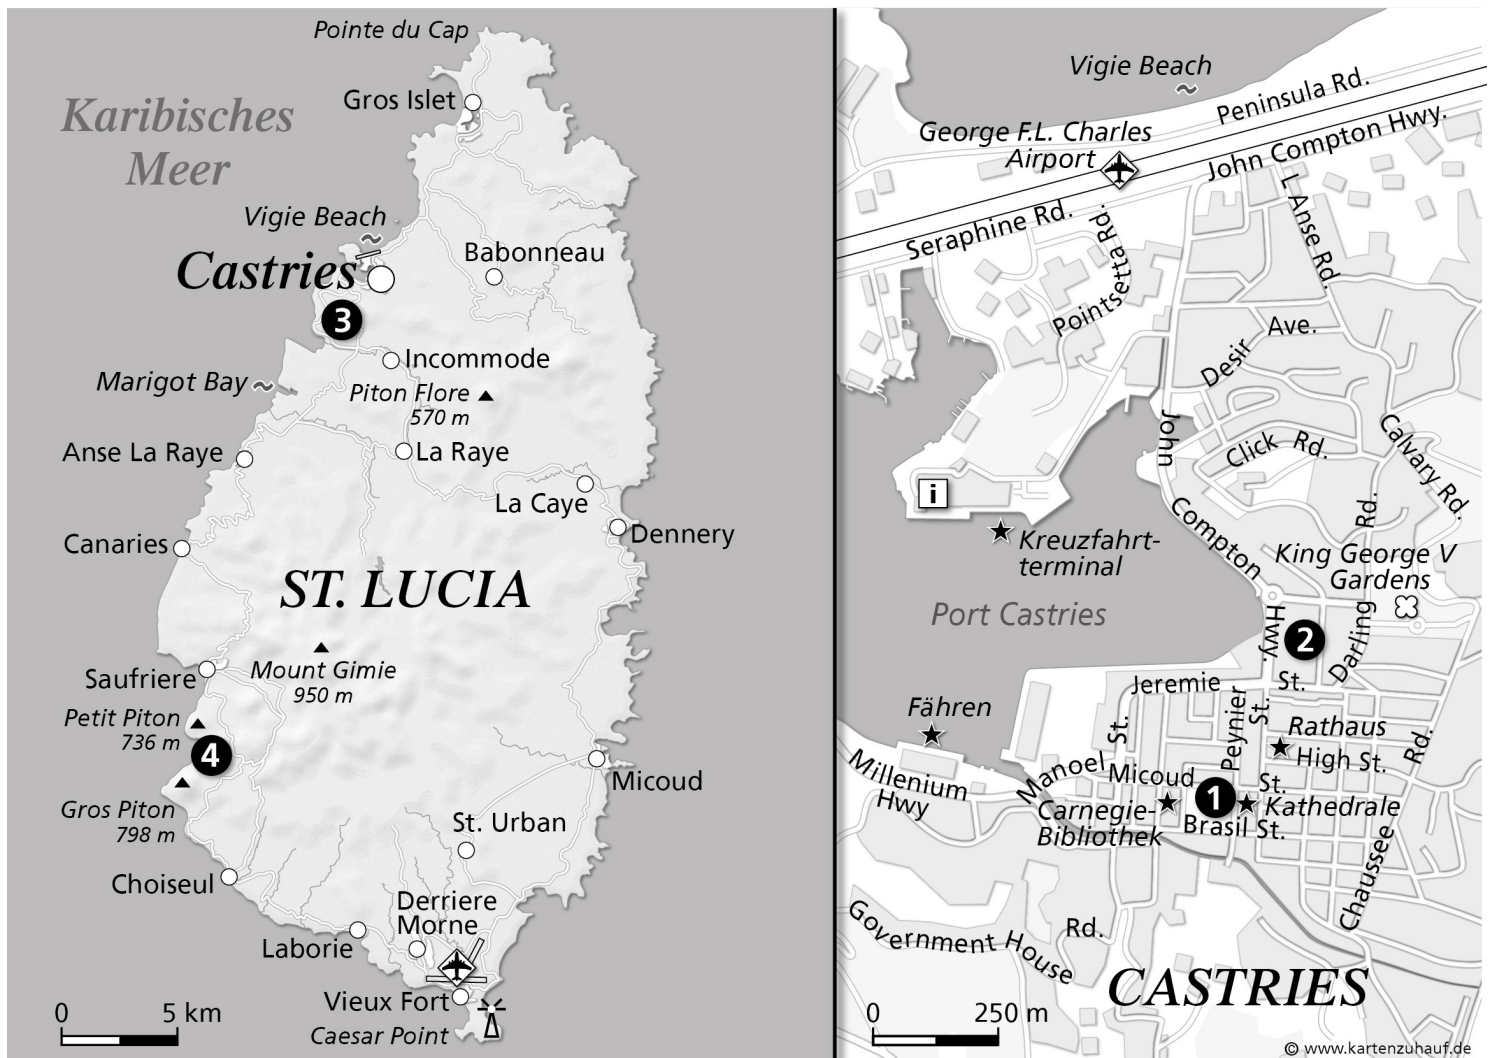 Pointe du Cap
Karibisches
Meer
Gros Islet
Vigie Beach
Castries
Babonneau
3
Incommode
Marigot Bay
Piton Flore
570 m
Anse La Raye
La Raye
La Caye
Dennery
Canaries
ST. LUCIA
Mount Gimie
950 m
Saufriere
Petit Piton
736 m
4
Gros Piton
798 m
Micoud
St. Urban
Choiseul
Derriere
Morne
Laborie
Vieux Fort
Caesar Point
0 5 km
Vigie Beach
Peninsula Rd.
George F.L. Charles
Airport
John Compton Hwy.
Seraphine Rd.
L Anse Rd.
Pointsetta Rd.
Desir Ave.
Click Rd.
Calvary Rd.
John Compton Hwy.
i
Kreuzfahrt-
terminal
King George V
Gardens
Port Castries
2
Darling Rd.
Jeremie St.
Fähren
Peynier St.
Rathaus
High St.
Manoel St.
Micoud St.
Millenium
Hwy
1
Carnegie-
Bibliothek
Kathedrale
Brasil St.
Chaussee Rd.
Government House Rd.
CASTRIES
0 250 m
© www.kartenzuhauf.de